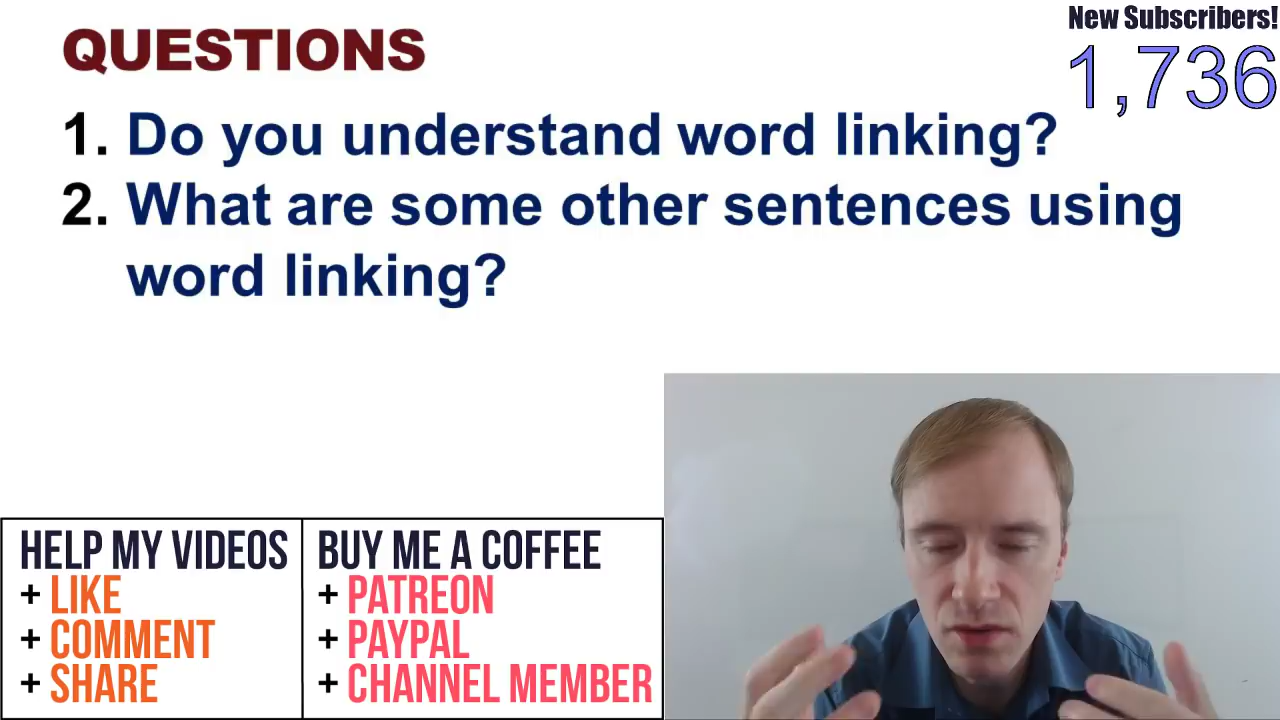 QUESTIONS
New Subscribers!
1,736
1. Do you understand word linking?
2. What are some other sentences using
word linking?
HELP MY VIDEOS
+ LIKE
+ COMMENT
+ SHARE
BUY ME A COFFEE
+ PATREON
+ PAYPAL
+ CHANNEL MEMBER